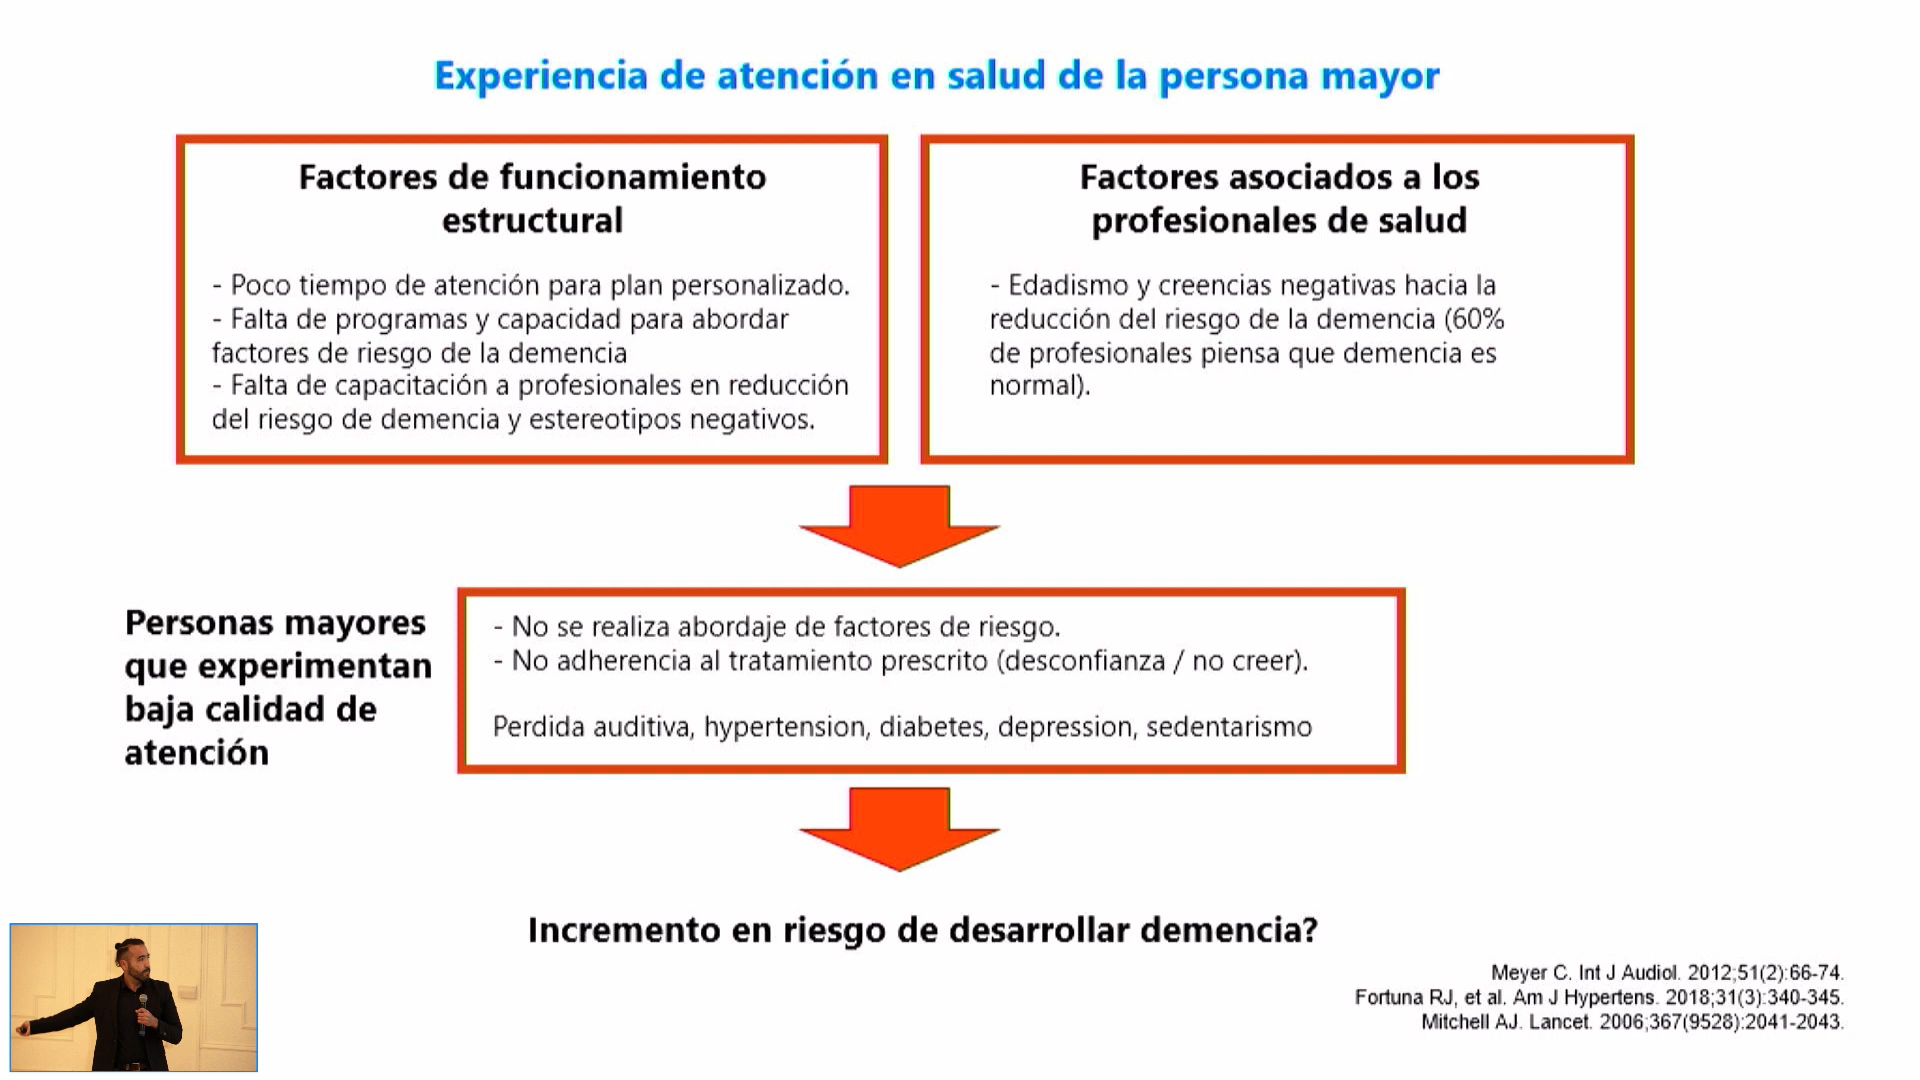 Experiencia de atención en salud de la persona mayor
Factores de funcionamiento
estructural
- Poco tiempo de atención para plan personalizado.
- Falta de programas y capacidad para abordar
factores de riesgo de la demencia
- Falta de capacitación a profesionales en reducción
del riesgo de demencia y estereotipos negativos.
Factores asociados a los
profesionales de salud
- Edadismo y creencias negativas hacia la
reducción del riesgo de la demencia (60%
de profesionales piensa que demencia es
normal).
Personas mayores
que experimentan
baja calidad de
atención
- No se realiza abordaje de factores de riesgo.
- No adherencia al tratamiento prescrito (desconfianza / no creer).
Perdida auditiva, hypertension, diabetes, depression, sedentarismo
Incremento en riesgo de desarrollar demencia?
Meyer C. Int J Audiol. 2012;51(2):66-74.
Fortuna RJ, et al. Am J Hypertens. 2018;31(3):340-345.
Mitchell AJ. Lancet. 2006;367(9528):2041-2043.